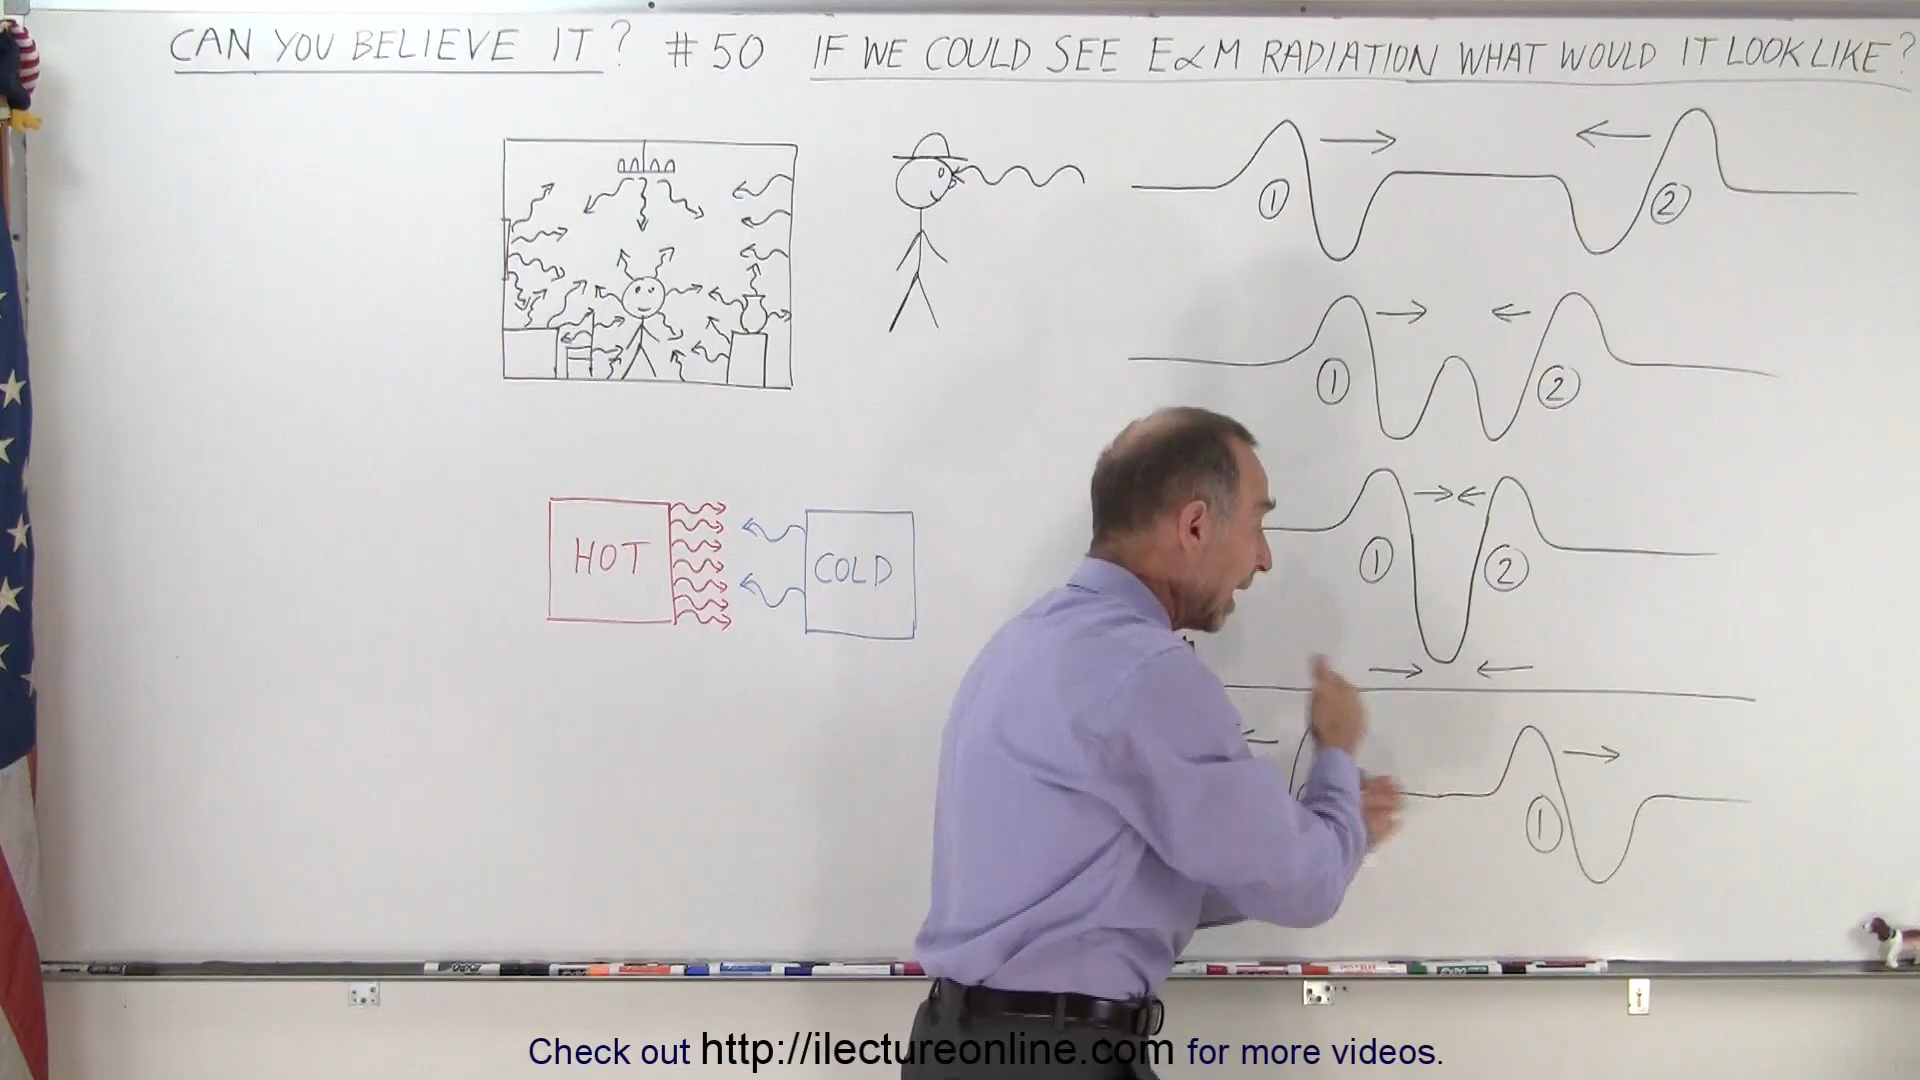 CAN YOU BELIEVE IT? #50 IF WE COULD SEE E∝M RADIATION WHAT WOULD IT LOOK LIKE?
1 2
1 2
1 2
HOT COLD
1
Check out http://ilectureonline.com for more videos.